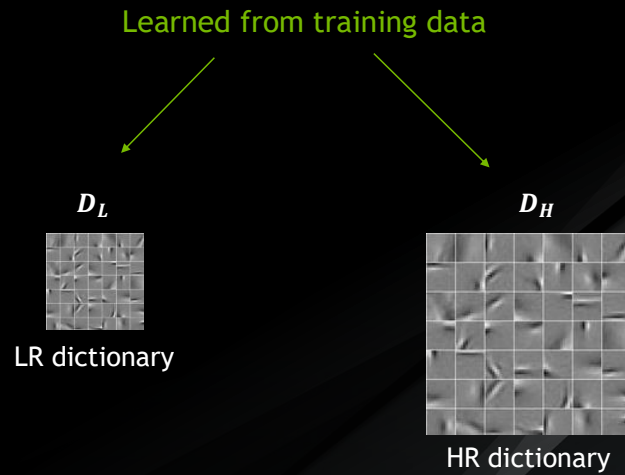 Learned from training data
D_L
D_H
LR dictionary
HR dictionary